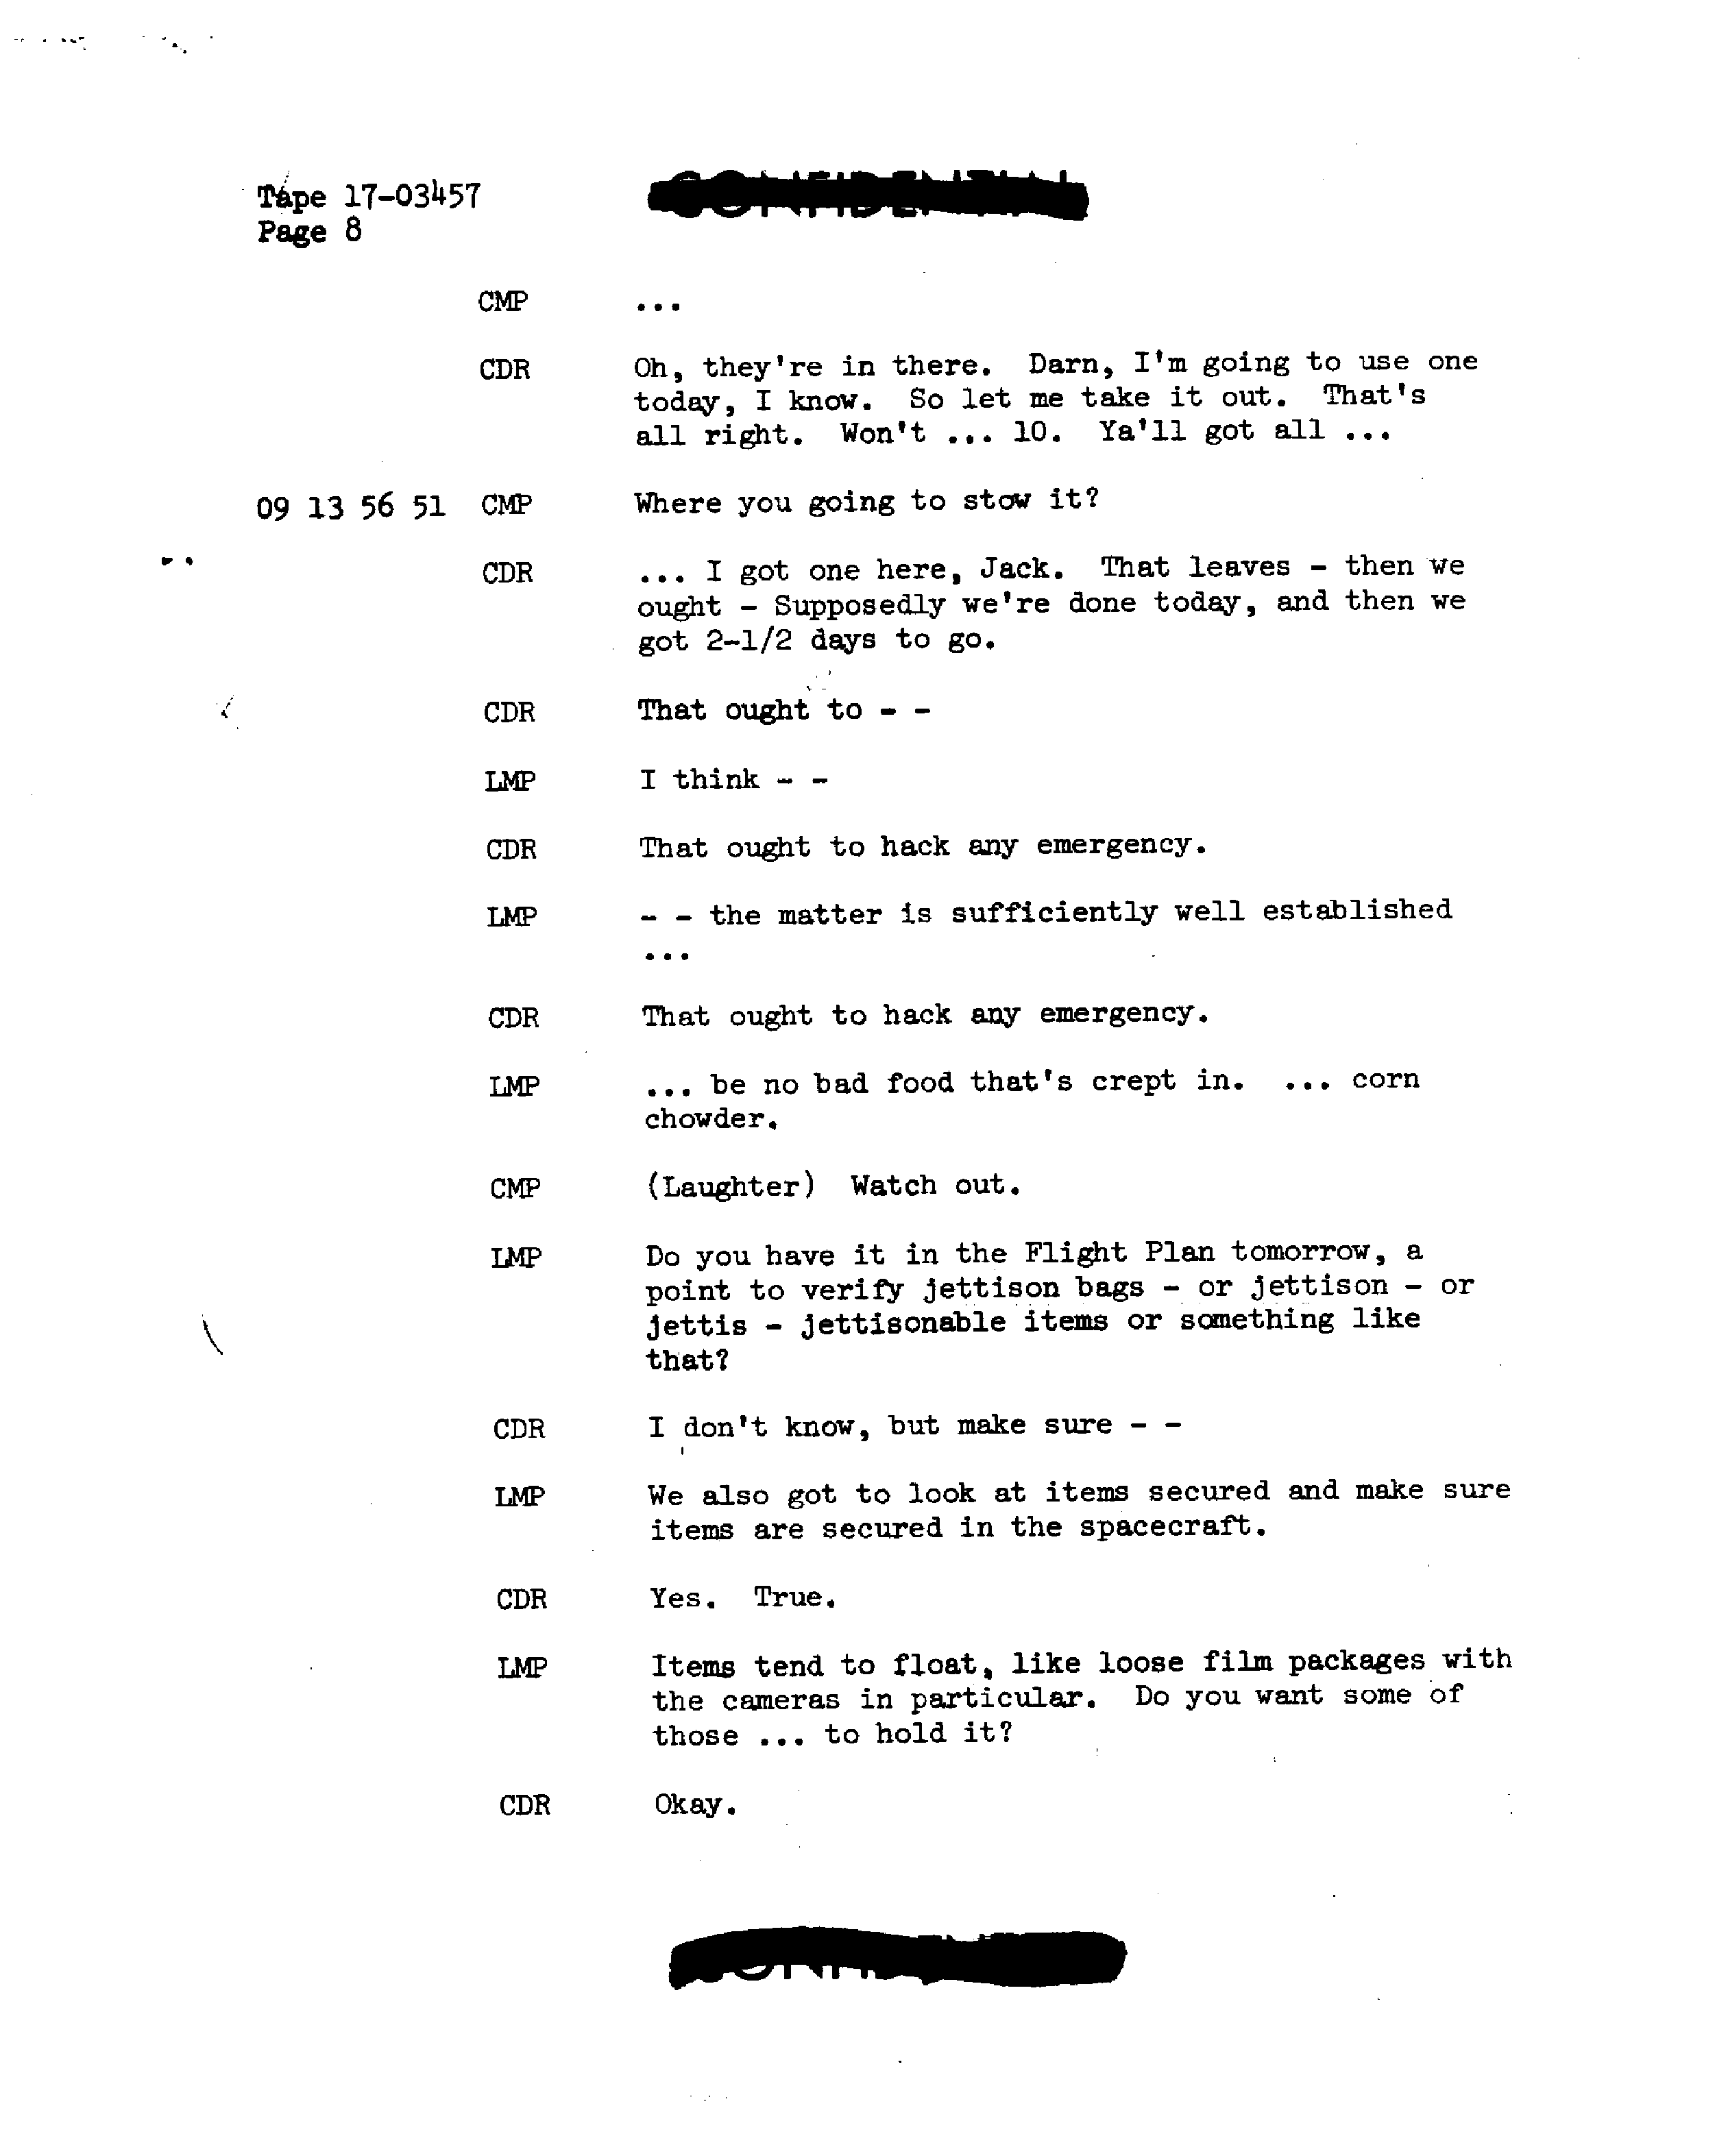 Tape 17-03457
CONFIDENTIAL
Page 8
CMP ...
CDR Oh, they're in there. Darn, I'm going to use one
today, I know. So let me take it out. That's
all right. Won't ... 10. Ya'll got all ...
09 13 56 51 CMP Where you going to stow it?
CDR ... I got one here, Jack. That leaves - then we
ought - Supposedly we're done today, and then we
got 2-1/2 days to go.
CDR That ought to - -
LMP I think - -
CDR That ought to hack any emergency.
LMP - - the matter is sufficiently well established
...
CDR That ought to hack any emergency.
LMP ... be no bad food that's crept in. ... corn
chowder.
CMP (Laughter) Watch out.
LMP Do you have it in the Flight Plan tomorrow, a
point to verify jettison bags - or jettison - or
jettis - jettisonable items or something like
that?
CDR I don't know, but make sure - -
LMP We also got to look at items secured and make sure
items are secured in the spacecraft.
CDR Yes. True.
LMP Items tend to float, like loose film packages with
the cameras in particular. Do you want some of
those ... to hold it?
CDR Okay.